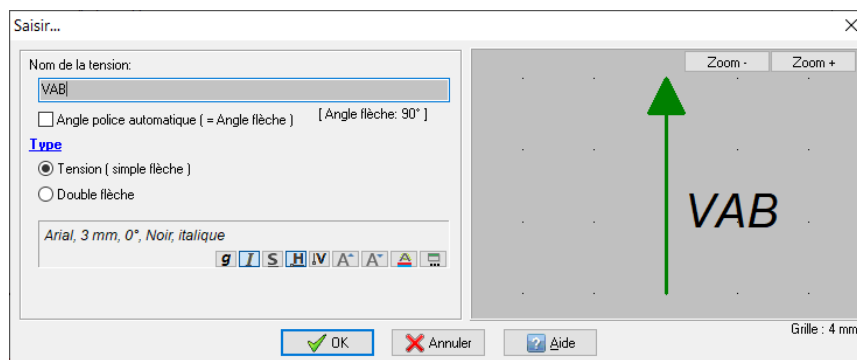 Saisir...
Nom de la tension:
VAB
Angle police automatique ( = Angle flèche )
[ Angle flèche: 90° ]
Type
Tension ( simple flèche )
Double flèche
Arial, 3 mm, 0°, Noir, italique
g I S H V A A A
Zoom -
Zoom +
VAB
Grille : 4 mm
OK
Annuler
? Aide